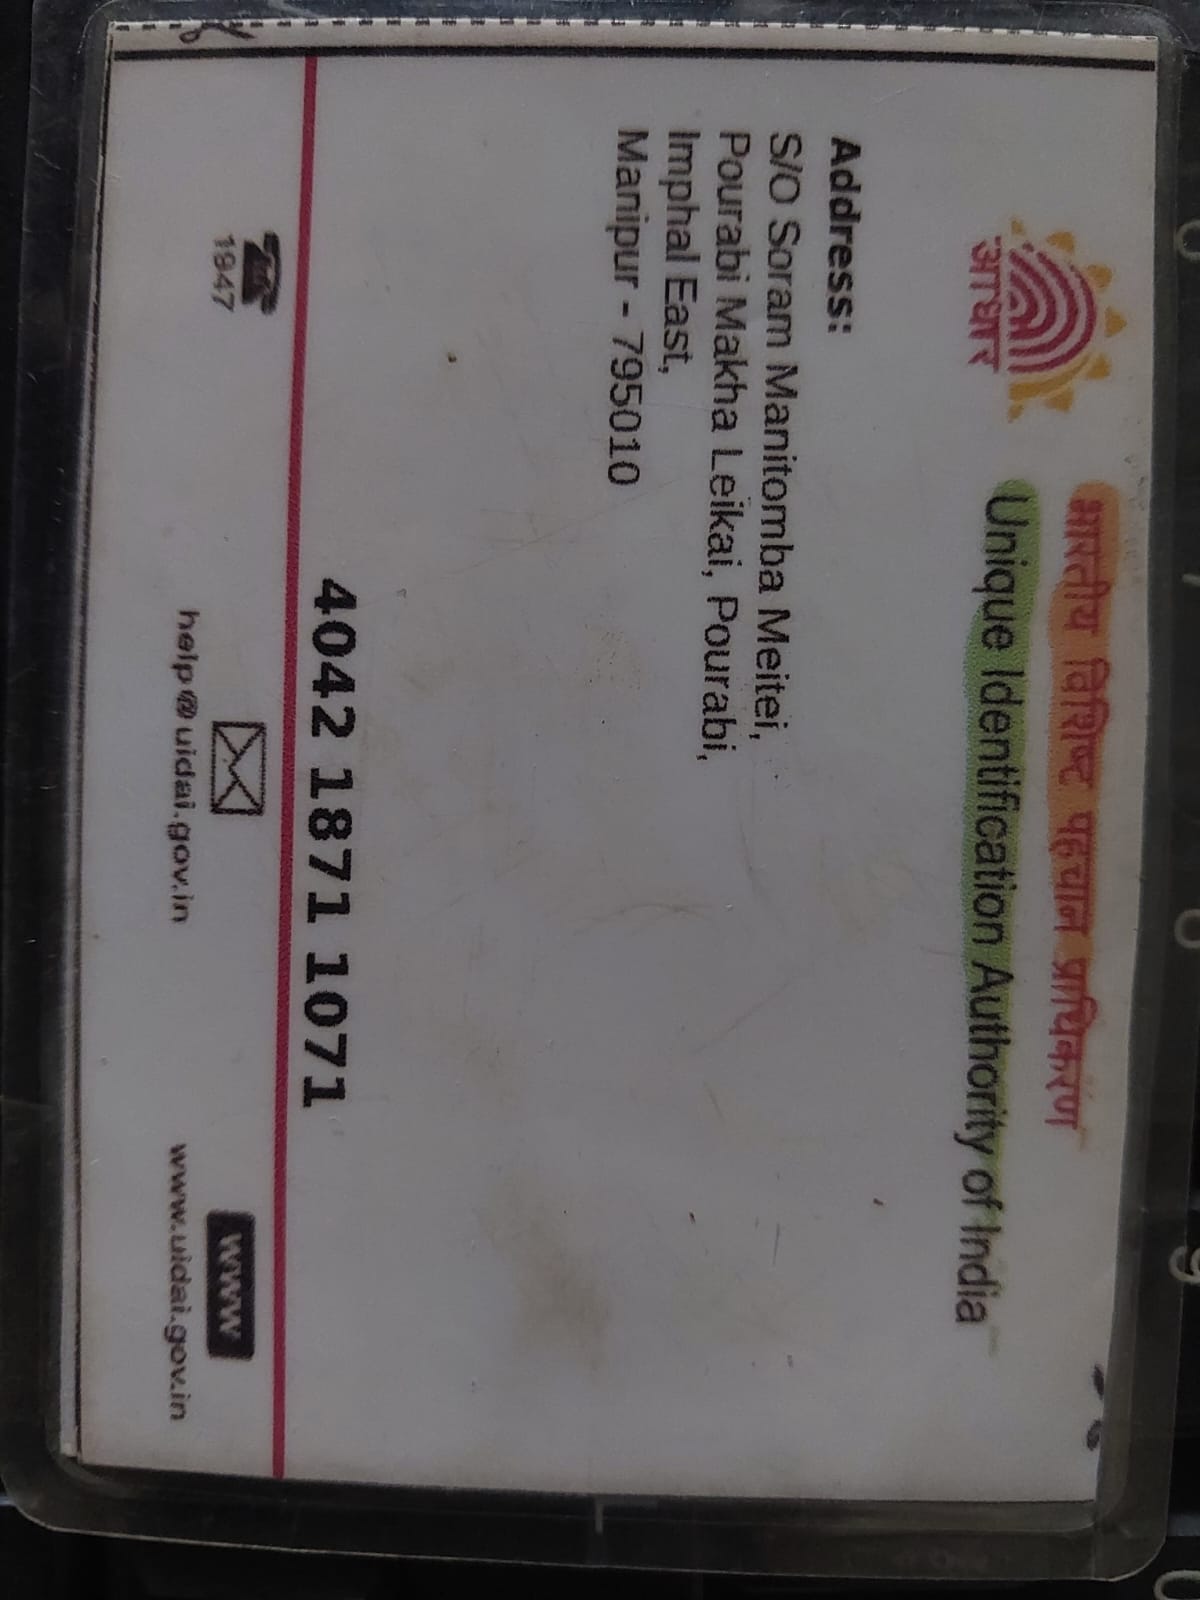 आधार
भारतीय विशिष्ट पहचान प्राधिकरण
Unique Identification Authority of India
Address:
S/O Soram Manitomba Meitei,
Pourabi Makha Leikai, Pourabi,
Imphal East,
Manipur - 795010
4042 1871 1071
1947
help@uidai.gov.in
www
www.uidai.gov.in